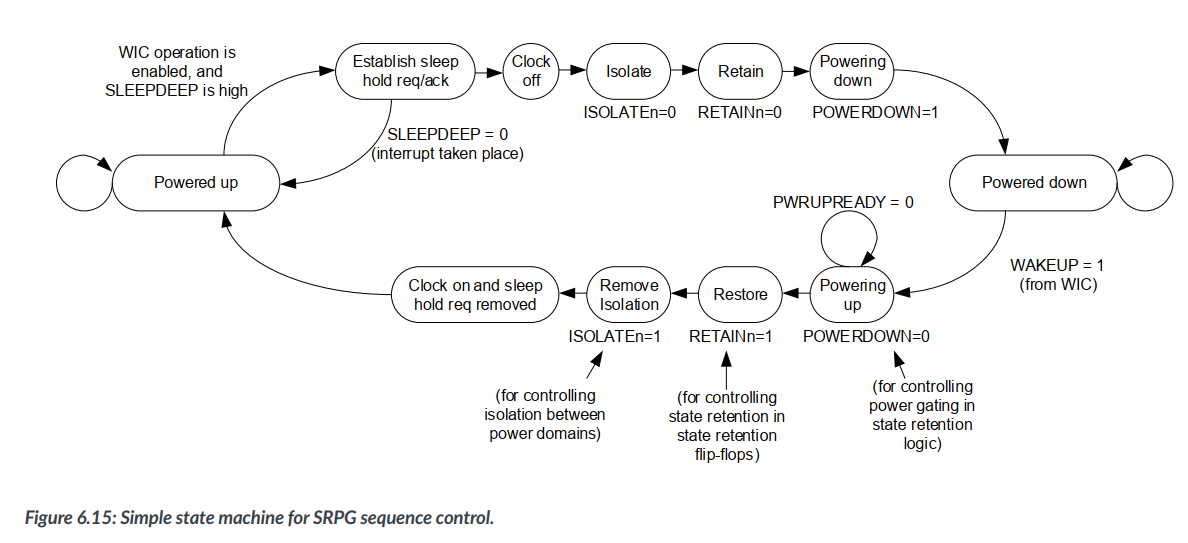 WIC operation is
enabled, and
SLEEPDEEP is high
Establish sleep
hold req/ack
Clock
off
Isolate
Retain
Powering
down
ISOLATEn=0
RETAINn=0
POWERDOWN=1
SLEEPDEEP = 0
(interrupt taken place)
Powered up
Powered down
PWRUPREADY = 0
WAKEUP = 1
(from WIC)
Clock on and sleep
hold req removed
Remove
Isolation
Restore
Powering
up
ISOLATEn=1
RETAINn=1
POWERDOWN=0
(for controlling
isolation between
power domains)
(for controlling
state retention in
state retention
flip-flops)
(for controlling
power gating in
state retention
logic)
Figure 6.15: Simple state machine for SRPG sequence control.